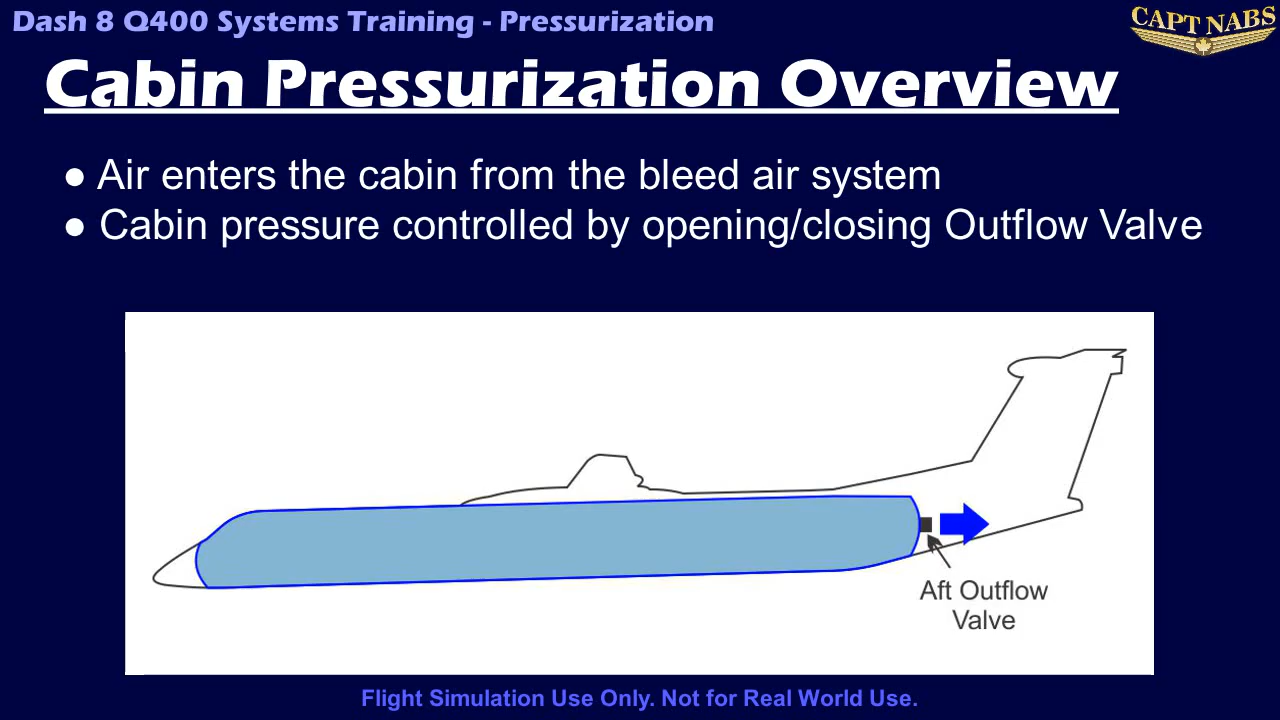 Dash 8 Q400 Systems Training - Pressurization
CAPT NABS
Cabin Pressurization Overview
● Air enters the cabin from the bleed air system
● Cabin pressure controlled by opening/closing Outflow Valve
Aft Outflow
Valve
Flight Simulation Use Only. Not for Real World Use.